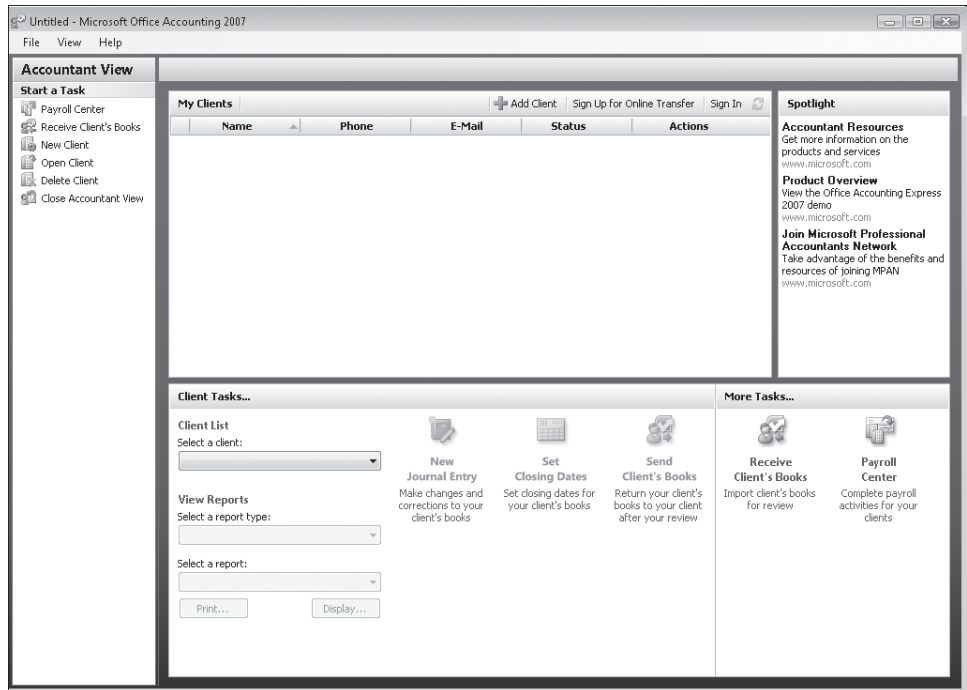 Untitled - Microsoft Office Accounting 2007
File View Help
Accountant View
Start a Task
Payroll Center
Receive Client's Books
New Client
Open Client
Delete Client
Close Accountant View
My Clients
Add Client Sign Up for Online Transfer Sign In
Name Phone E-Mail Status Actions
Spotlight
Accountant Resources
Get more information on the
products and services
www.microsoft.com
Product Overview
View the Office Accounting Express
2007 demo
www.microsoft.com
Join Microsoft Professional
Accountants Network
Take advantage of the benefits and
resources of joining MPAN
www.microsoft.com
Client Tasks...
Client List
Select a client:
View Reports
Select a report type:
Select a report:
Print... Display...
New
Journal Entry
Make changes and
corrections to your
client's books
Set
Closing Dates
Set closing dates for
your client's books
Send
Client's Books
Return your client's
books to your client
after your review
More Tasks...
Receive
Client's Books
Import client's books
for review
Payroll
Center
Complete payroll
activities for your
clients